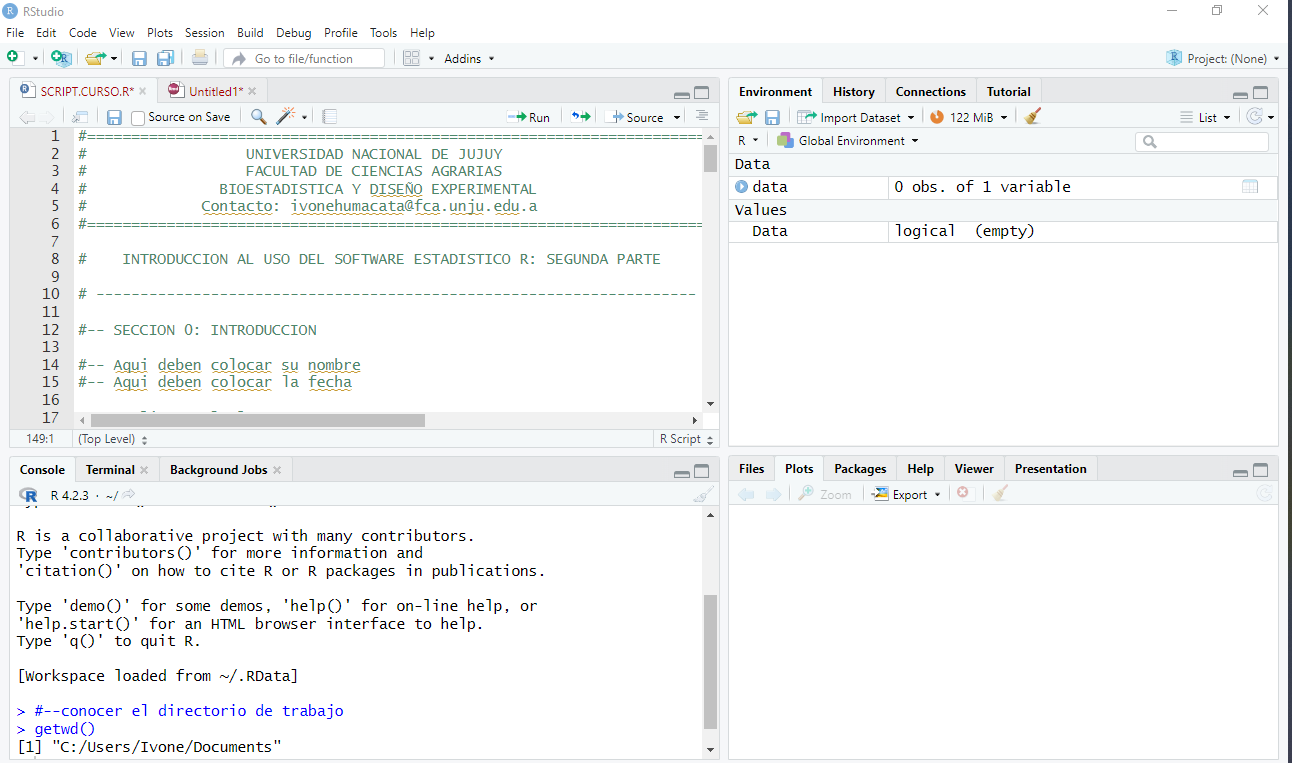 RStudio
File Edit Code View Plots Session Build Debug Profile Tools Help
Go to file/function Addins Project: (None)
SCRIPT.CURSO.R* Untitled1*
Source on Save Run Source
1 #=======================================================================
2 # UNIVERSIDAD NACIONAL DE JUJUY
3 # FACULTAD DE CIENCIAS AGRARIAS
4 # BIOESTADISTICA Y DISEÑO EXPERIMENTAL
5 # Contacto: ivonehumacata@fca.unju.edu.a
6 #=======================================================================
7
8 # INTRODUCCION AL USO DEL SOFTWARE ESTADISTICO R: SEGUNDA PARTE
9
10 # --------------------------------------------------------------------
11
12 #-- SECCION 0: INTRODUCCION
13
14 #-- Aqui deben colocar su nombre
15 #-- Aqui deben colocar la fecha
16
17
149:1 (Top Level) R Script
Console Terminal Background Jobs
R 4.2.3 · ~/
R is a collaborative project with many contributors.
Type 'contributors()' for more information and
'citation()' on how to cite R or R packages in publications.
Type 'demo()' for some demos, 'help()' for on-line help, or
'help.start()' for an HTML browser interface to help.
Type 'q()' to quit R.
[Workspace loaded from ~/.RData]
> #--conocer el directorio de trabajo
> getwd()
[1] "C:/Users/Ivone/Documents"
Environment History Connections Tutorial
Import Dataset 122 MiB List
R Global Environment
Data
data 0 obs. of 1 variable
Values
Data logical (empty)
Files Plots Packages Help Viewer Presentation
Zoom Export